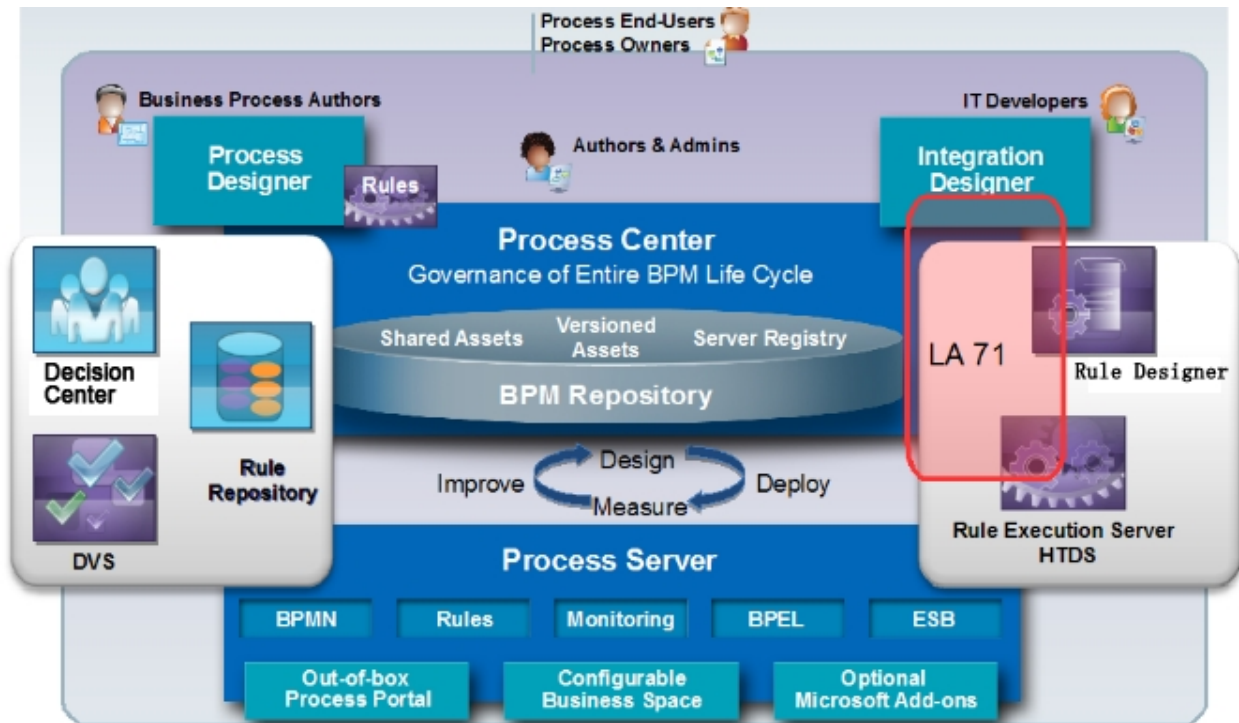 Process End-Users
Process Owners
Business Process Authors
IT Developers
Authors & Admins
Process
Designer
Rules
Integration
Designer
Process Center
Governance of Entire BPM Life Cycle
Shared Assets
Versioned
Assets
Server Registry
BPM Repository
Decision
Center
Rule
Repository
DVS
LA 71
Rule Designer
Rule Execution Server
HTDS
Design
Improve
Deploy
Measure
Process Server
BPMN
Rules
Monitoring
BPEL
ESB
Out-of-box
Process Portal
Configurable
Business Space
Optional
Microsoft Add-ons